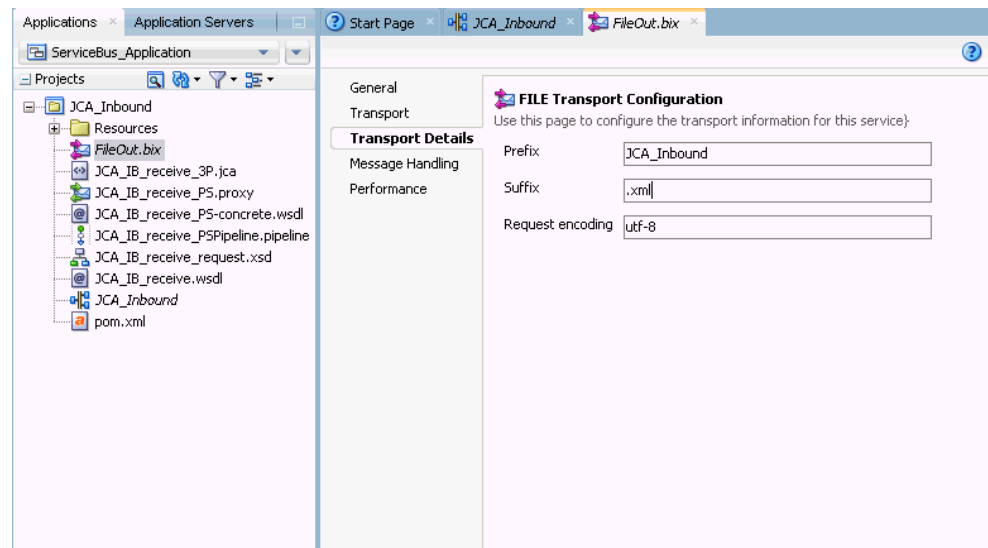 Applications
Application Servers
Start Page
JCA_Inbound
FileOut.bix
ServiceBus_Application
Projects
JCA_Inbound
Resources
FileOut.bix
JCA_IB_receive_3P.jca
JCA_IB_receive_PS.proxy
JCA_IB_receive_PS-concrete.wsdl
JCA_IB_receive_PSPipeline.pipeline
JCA_IB_receive_request.xsd
JCA_IB_receive.wsdl
JCA_Inbound
pom.xml
General
Transport
Transport Details
Message Handling
Performance
FILE Transport Configuration
Use this page to configure the transport information for this service}
Prefix JCA_Inbound
Suffix .xml
Request encoding utf-8